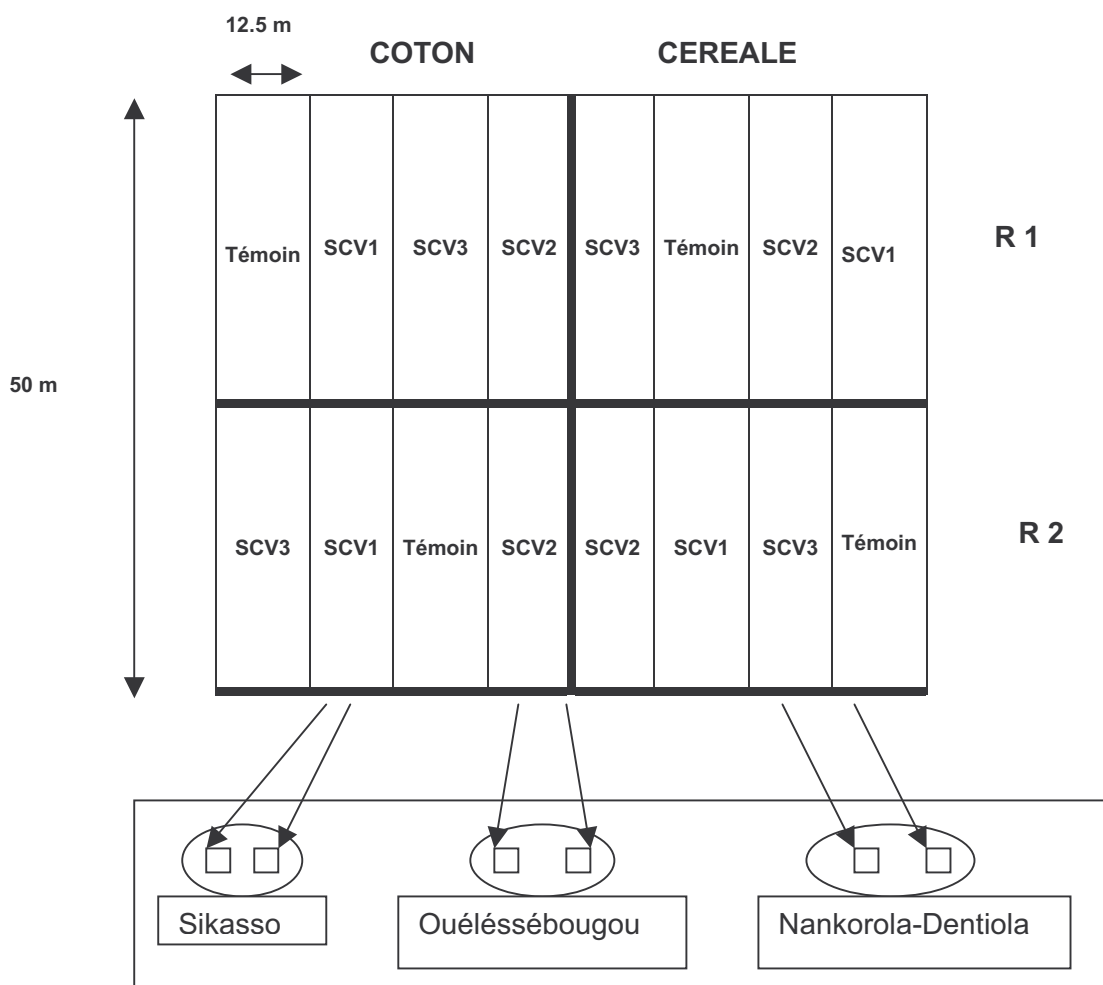 12.5 m
COTON CEREALE
Témoin SCV1 SCV3 SCV2 SCV3 Témoin SCV2 SCV1
R 1
50 m
SCV3 SCV1 Témoin SCV2 SCV2 SCV1 SCV3 Témoin
R 2
Sikasso Ouéléssébougou Nankorola-Dentiola